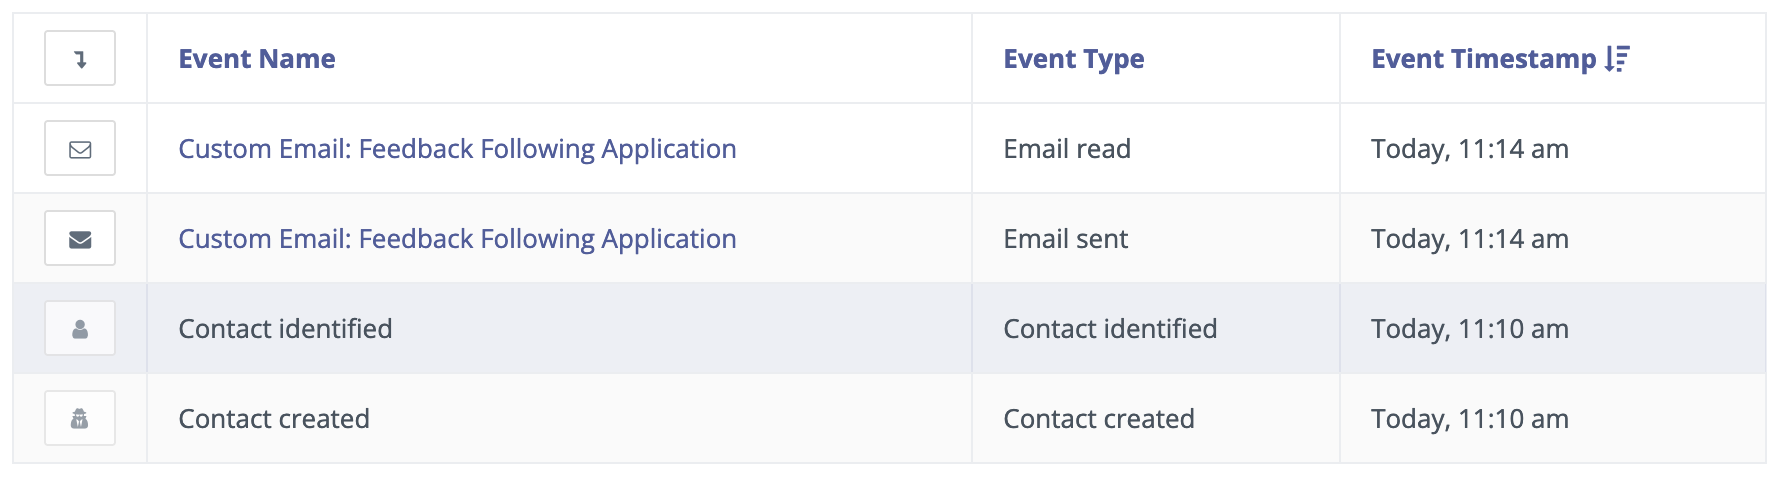 Event Name Event Type Event Timestamp
Custom Email: Feedback Following Application Email read Today, 11:14 am
Custom Email: Feedback Following Application Email sent Today, 11:14 am
Contact identified Contact identified Today, 11:10 am
Contact created Contact created Today, 11:10 am